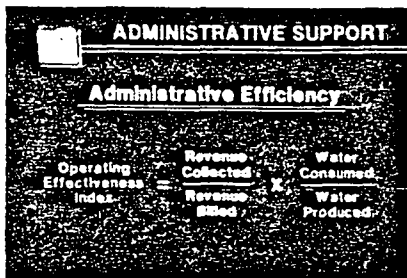 ADMINISTRATIVE SUPPORT
Administrative Efficiency
Operating Effectiveness Index = Revenue Collected / Revenue Billed X Water Consumed / Water Produced